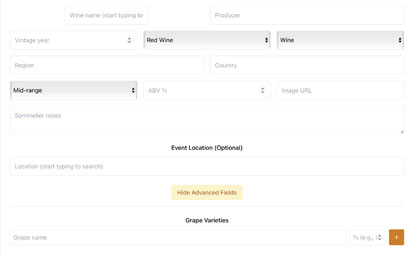 Wine name (start typing to
Producer
Vintage year
Red Wine
Wine
Region
Country
Mid-range
ABV %
Image URL
Sommelier notes
Event Location (Optional)
Location (start typing to search)
Hide Advanced Fields
Grape Varieties
Grape name
% (e.g.,
+